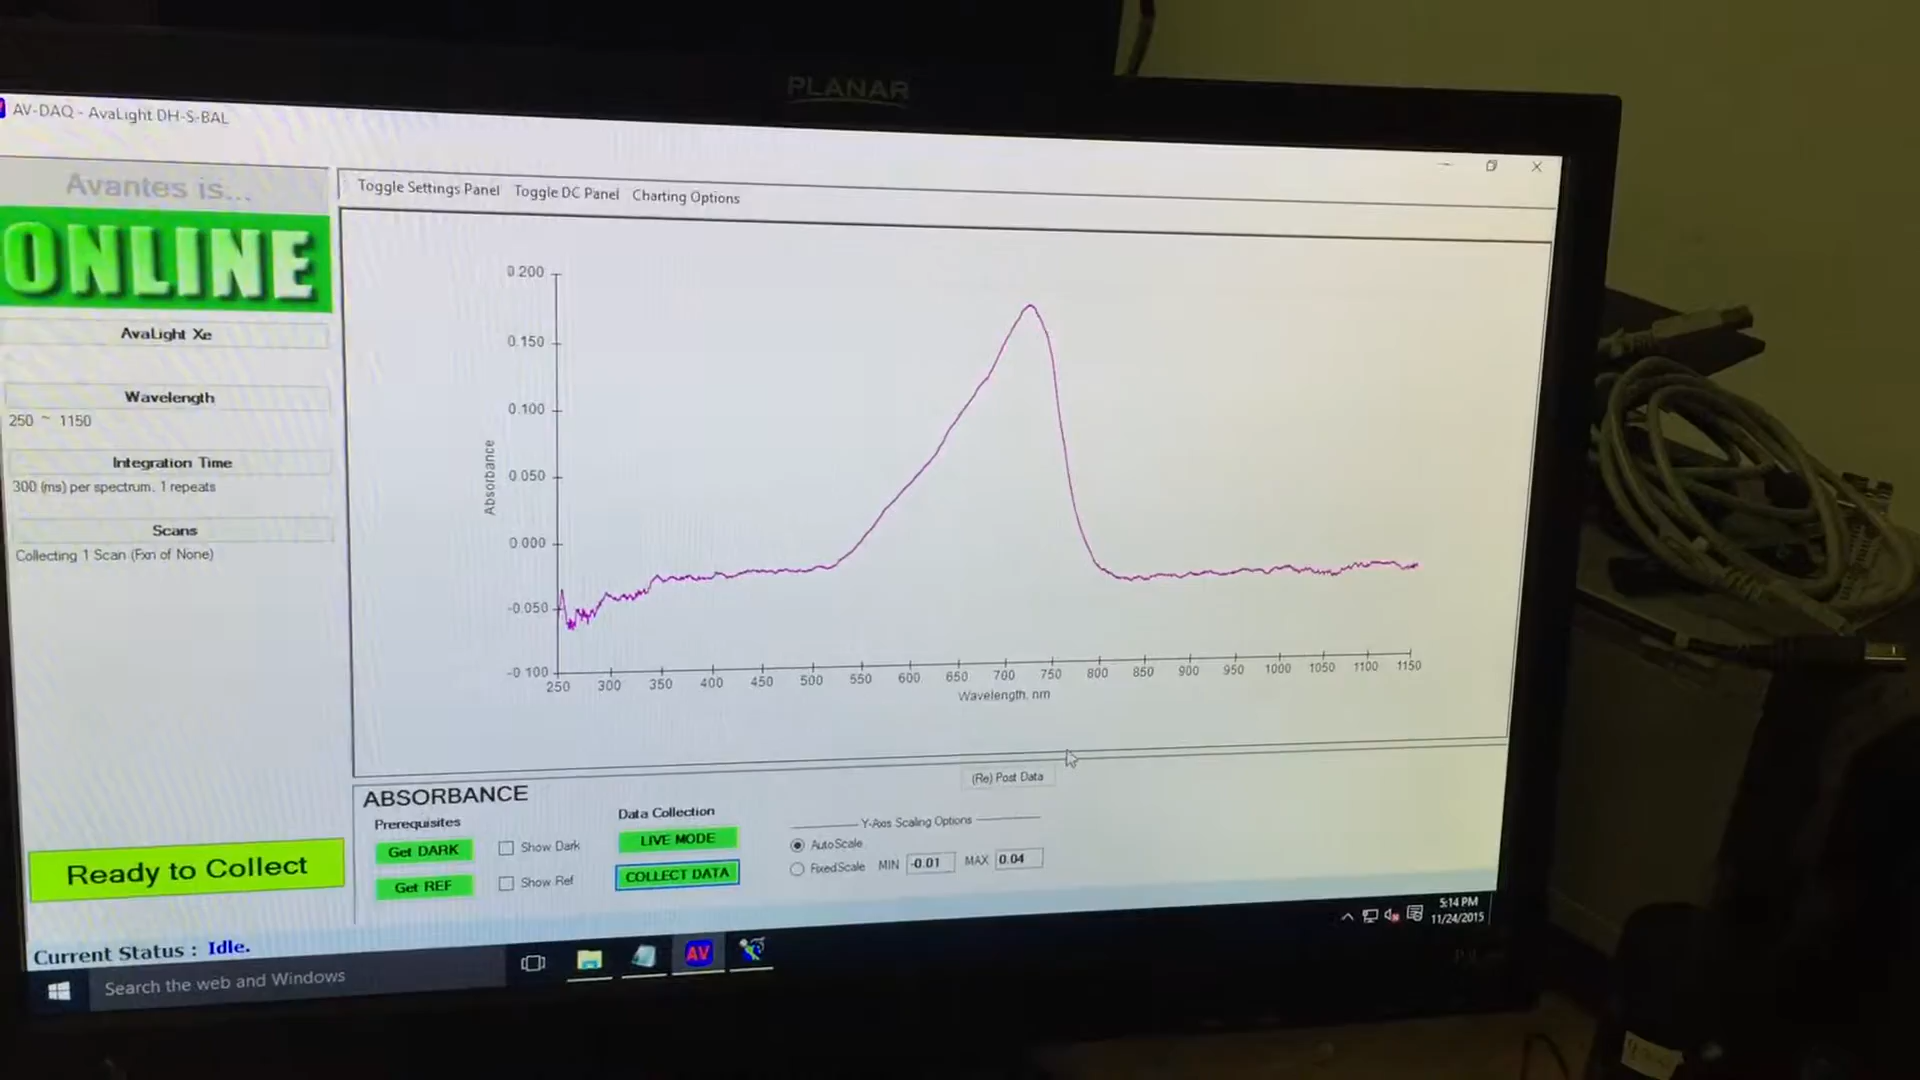 PLANAR
AV-DAQ - AvaLight DH-S-BAL
Avantes is...
ONLINE
AvaLight Xe
Wavelength
250 ~ 1150
Integration Time
300 (ms) per spectrum. 1 repeats
Scans
Collecting 1 Scan (Fxn of None)
Ready to Collect
Current Status : Idle.
Toggle Settings Panel Toggle DC Panel Charting Options
0.200
0.150
0.100
0.050
0.000
-0.050
-0.100
Absorbance
250 300 350 400 450 500 550 600 650 700 750 800 850 900 950 1000 1050 1100 1150
Wavelength, nm
(Re) Post Data
ABSORBANCE
Prerequisites
Get DARK
Show Dark
Get REF
Show Ref
Data Collection
LIVE MODE
COLLECT DATA
Y-Axis Scaling Options
AutoScale
FixedScale MIN -0.01 MAX 0.04
Search the web and Windows
AV
5:14 PM
11/24/2015